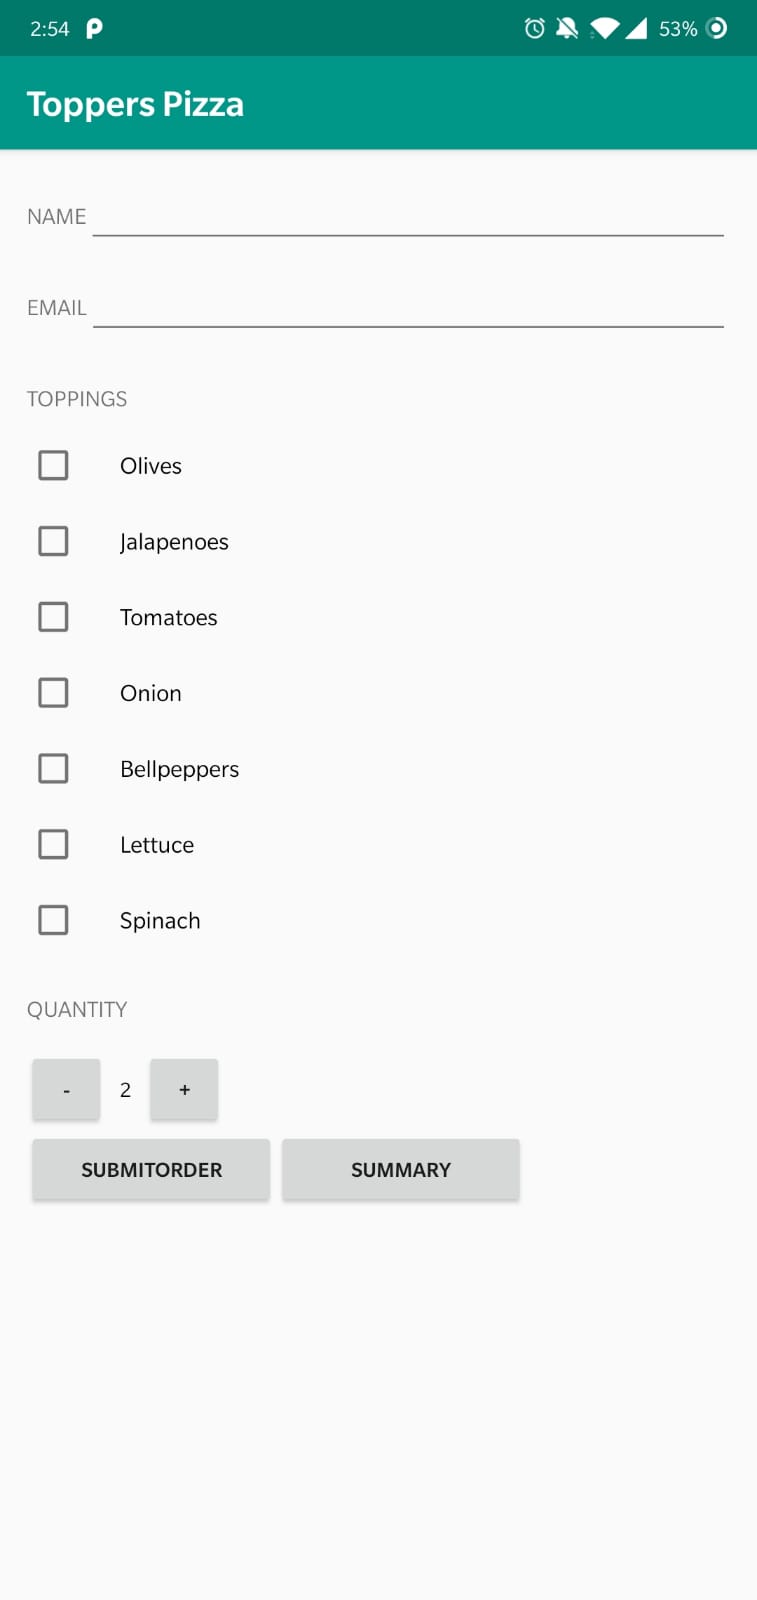 2:54 53%
Toppers Pizza
NAME
EMAIL
TOPPINGS
Olives
Jalapenoes
Tomatoes
Onion
Bellpeppers
Lettuce
Spinach
QUANTITY
- 2 +
SUBMITORDER SUMMARY